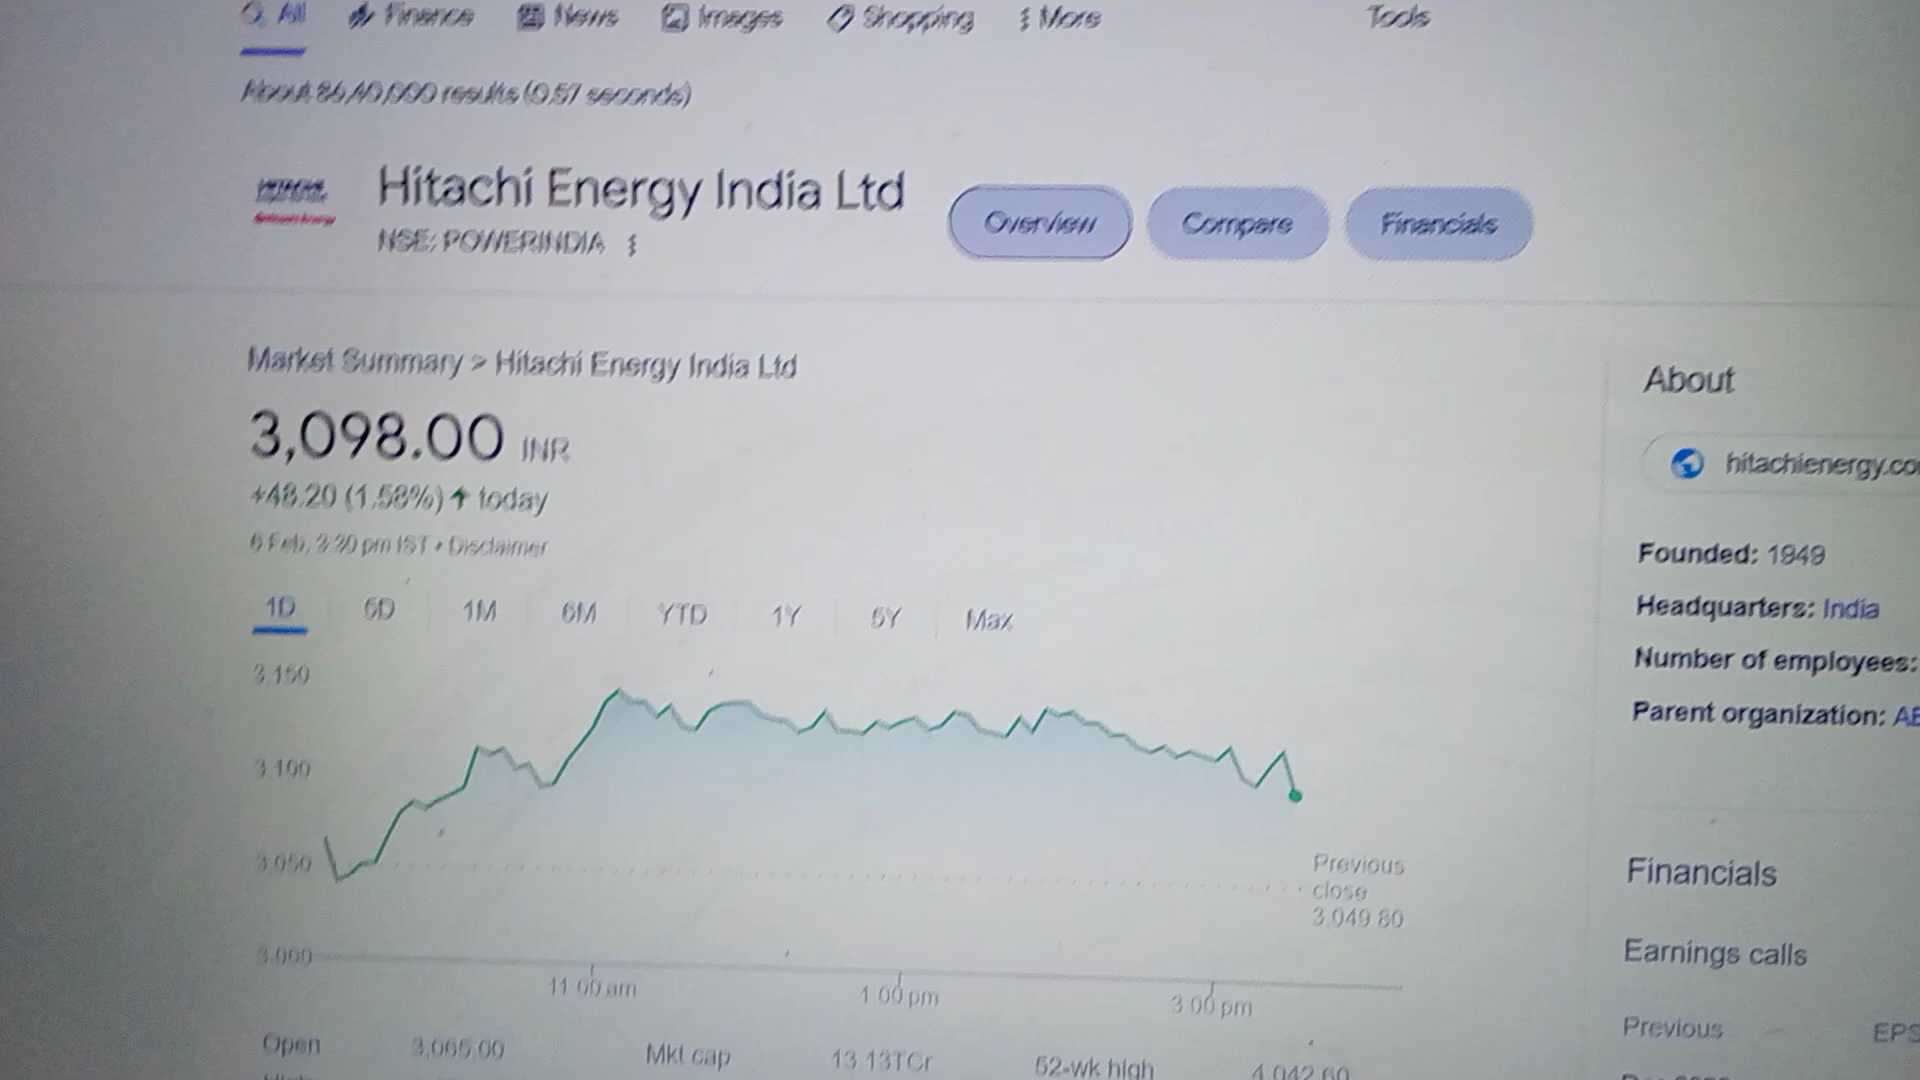 All Finance News Images Shopping More Tools
About 86,40,000 results (0.57 seconds)
Hitachi Energy India Ltd
NSE: POWERINDIA
Overview Compare Financials
Market Summary > Hitachi Energy India Ltd
3,098.00 INR
+48.20 (1.58%) today
6 Feb, 3:30 pm IST • Disclaimer
1D 5D 1M 6M YTD 1Y 5Y Max
3,150
3,100
3,050
3,000
Previous
close
3,049.80
11:00 am 1:00 pm 3:00 pm
Open 3,065.00 Mkt cap 13.13TCr 52-wk high 4,042.60
About
hitachienergy.co
Founded: 1949
Headquarters: India
Number of employees:
Parent organization:
Financials
Earnings calls
Previous EPS